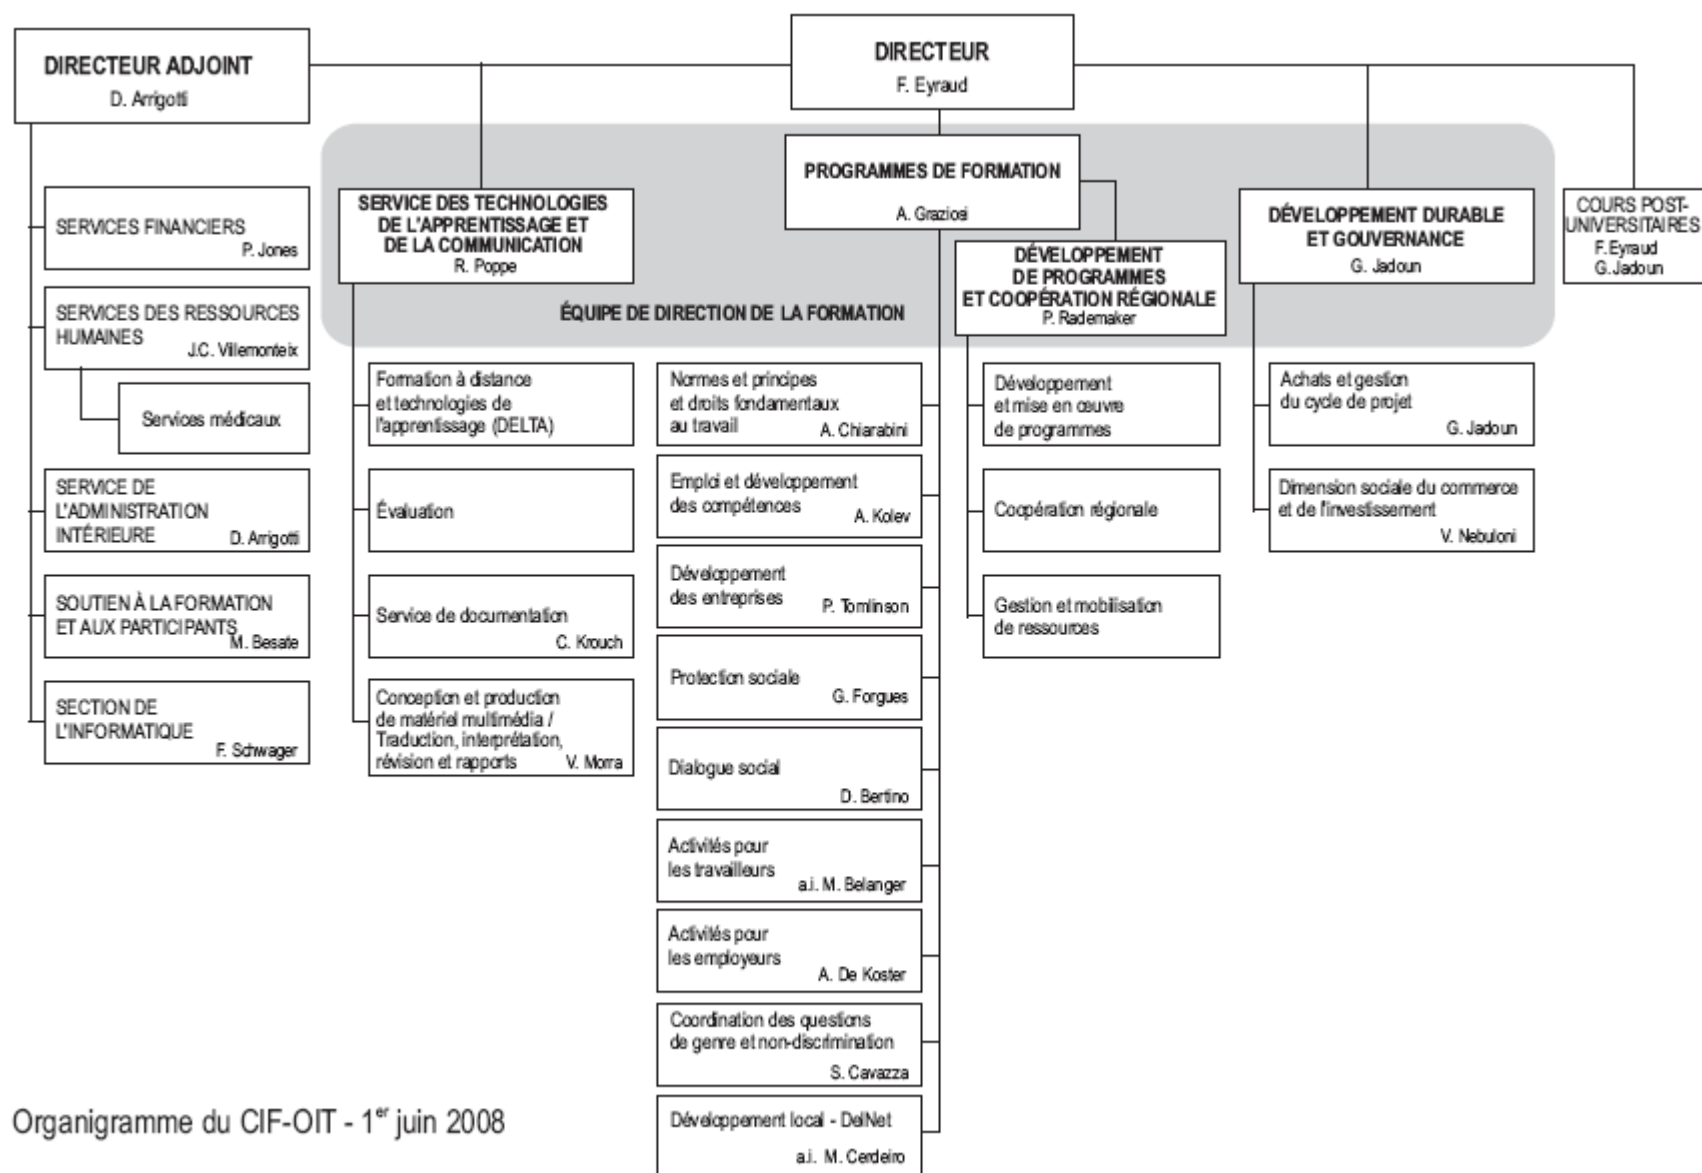 DIRECTEUR ADJOINT
D. Arrigotti
DIRECTEUR
F. Eyraud
PROGRAMMES DE FORMATION
A. Graziosi
SERVICE DES TECHNOLOGIES
DE L'APPRENTISSAGE ET
DE LA COMMUNICATION
R. Poppe
DÉVELOPPEMENT
DE PROGRAMMES
ET COOPÉRATION RÉGIONALE
P. Rademaker
DÉVELOPPEMENT DURABLE
ET GOUVERNANCE
G. Jadoun
COURS POST-
UNIVERSITAIRES
F.Eyraud
G.Jadoun
ÉQUIPE DE DIRECTION DE LA FORMATION
SERVICES FINANCIERS
P. Jones
SERVICES DES RESSOURCES
HUMAINES
J.C. Villemonteix
Services médicaux
SERVICE DE
L'ADMINISTRATION
INTÉRIEURE
D. Arrigotti
SOUTIEN À LA FORMATION
ET AUX PARTICIPANTS
M. Besate
SECTION DE
L'INFORMATIQUE
F. Schwager
Formation à distance
et technologies de
l'apprentissage (DELTA)
Évaluation
Service de documentation
C. Krouch
Conception et production
de matériel multimédia /
Traduction, interprétation,
révision et rapports
V. Morra
Normes et principes
et droits fondamentaux
au travail
A. Chiarabini
Emploi et développement
des compétences
A. Kolev
Développement
des entreprises
P. Tomlinson
Protection sociale
G. Forgues
Dialogue social
D. Bertino
Activités pour
les travailleurs
a.i. M. Belanger
Activités pour
les employeurs
A. De Koster
Coordination des questions
de genre et non-discrimination
S. Cavazza
Développement local - DelNet
a.i. M. Cerdeiro
Développement
et mise en œuvre
de programmes
Coopération régionale
Gestion et mobilisation
de ressources
Achats et gestion
du cycle de projet
G. Jadoun
Dimension sociale du commerce
et de l'investissement
V. Nebuloni
Organigramme du CIF-OIT - 1er juin 2008